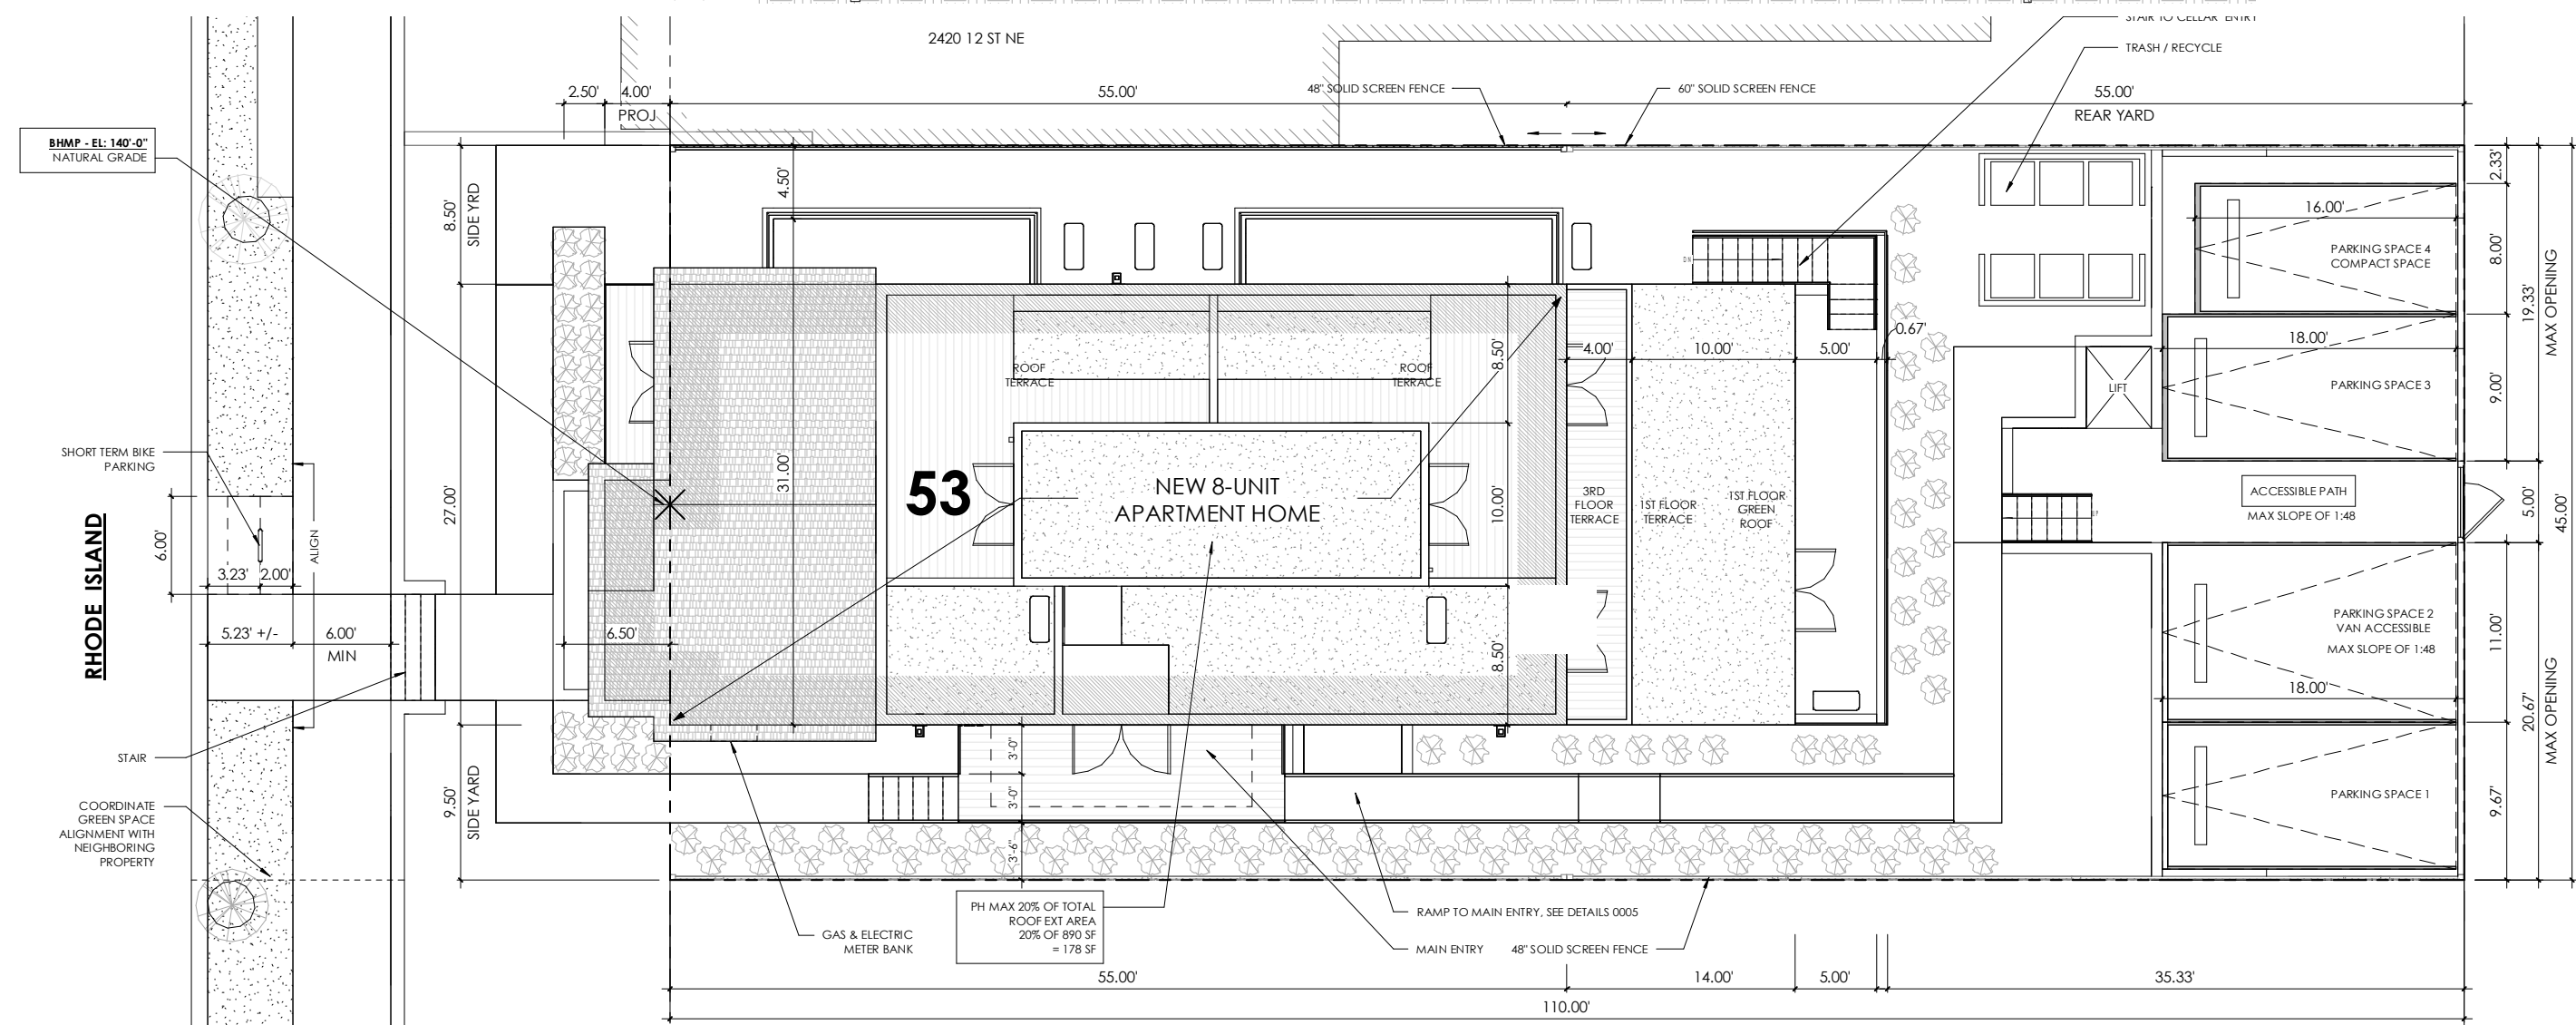 STAIR TO CELLAR ENTRY
2420 12 ST NE
TRASH / RECYCLE
2.50'
4.00'
PROJ
55.00'
48" SOLID SCREEN FENCE
60" SOLID SCREEN FENCE
55.00'
REAR YARD
BHMP - EL: 140'-0"
NATURAL GRADE
8.50'
SIDE YRD
4.50'
2.33'
16.00'
PARKING SPACE 4
COMPACT SPACE
8.00'
19.33'
MAX OPENING
0.67'
18.00'
PARKING SPACE 3
9.00'
LIFT
ROOF
TERRACE
ROOF
TERRACE
8.50'
4.00'
10.00'
5.00'
SHORT TERM BIKE
PARKING
RHODE ISLAND
6.00'
3.23'
2.00'
ALIGN
27.00'
31.00'
53
NEW 8-UNIT
APARTMENT HOME
10.00'
3RD
FLOOR
TERRACE
1ST FLOOR
TERRACE
1ST FLOOR
GREEN
ROOF
ACCESSIBLE PATH
MAX SLOPE OF 1:48
5.00'
45.00'
5.23' +/-
6.00'
MIN
6.50'
8.50'
PARKING SPACE 2
VAN ACCESSIBLE
MAX SLOPE OF 1:48
18.00'
11.00'
20.67'
MAX OPENING
STAIR
COORDINATE
GREEN SPACE
ALIGNMENT WITH
NEIGHBORING
PROPERTY
9.50'
SIDE YARD
3'-0"
3'-0"
3'-6"
PARKING SPACE 1
9.67'
GAS & ELECTRIC
METER BANK
PH MAX 20% OF TOTAL
ROOF EXT AREA
20% OF 890 SF
= 178 SF
RAMP TO MAIN ENTRY, SEE DETAILS 0005
MAIN ENTRY
48" SOLID SCREEN FENCE
55.00'
14.00'
5.00'
35.33'
110.00'